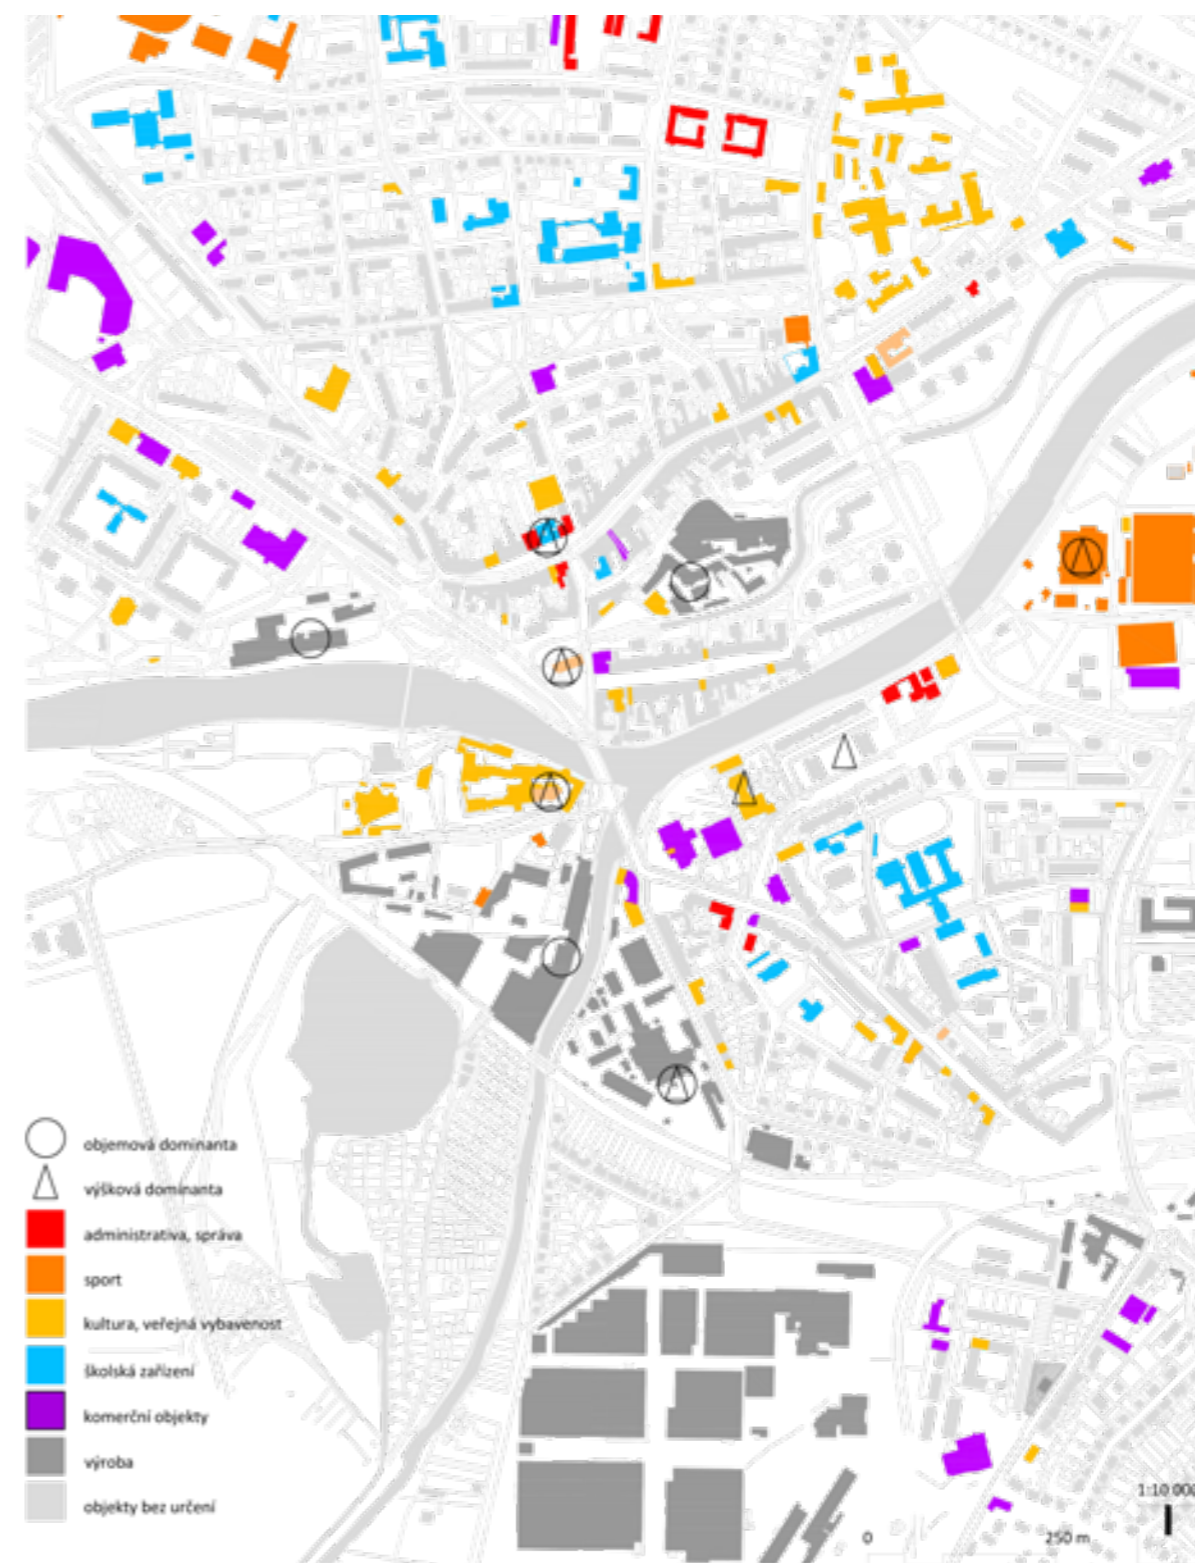 objemová dominanta
výšková dominanta
administrativa, správa
sport
kultura, veřejná vybavenost
školská zařízení
komerční objekty
výroba
objekty bez určení
1:10 000
0
250 m